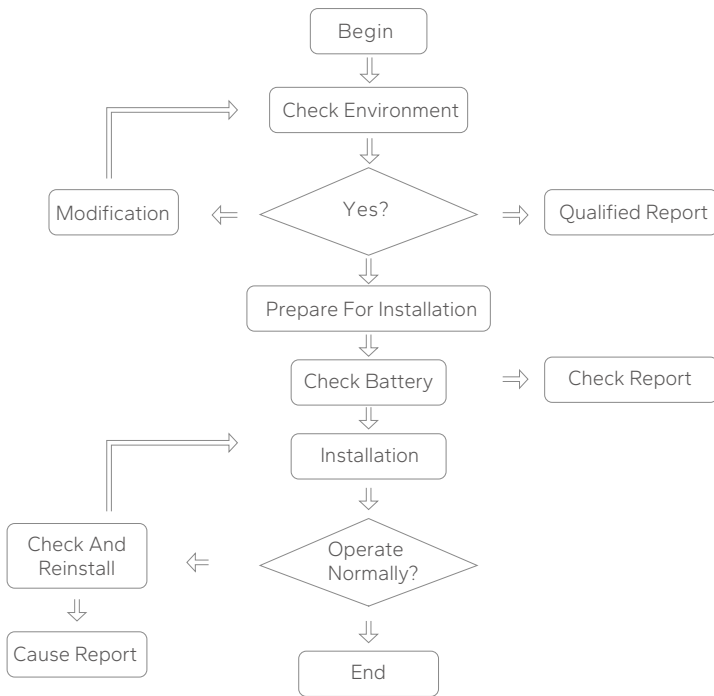 Begin
Check Environment
Modification
Yes?
Qualified Report
Prepare For Installation
Check Battery
Check Report
Installation
Check And
Reinstall
Operate
Normally?
Cause Report
End